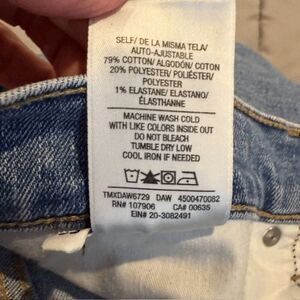 SELF/ DE LA MISMA TELA/
AUTO-AJUSTABLE
79% COTTON/ ALGODÓN/ COTON
20% POLYESTER/ POLIÉSTER/
POLYESTER
1% ELASTANE/ ELASTANO/
ÉLASTHANNE
MACHINE WASH COLD
WITH LIKE COLORS INSIDE OUT
DO NOT BLEACH
TUMBLE DRY LOW
COOL IRON IF NEEDED
TMXDAW6729 DAW 4500470082
RN# 107906 CA# 00635
EIN# 20-3082491